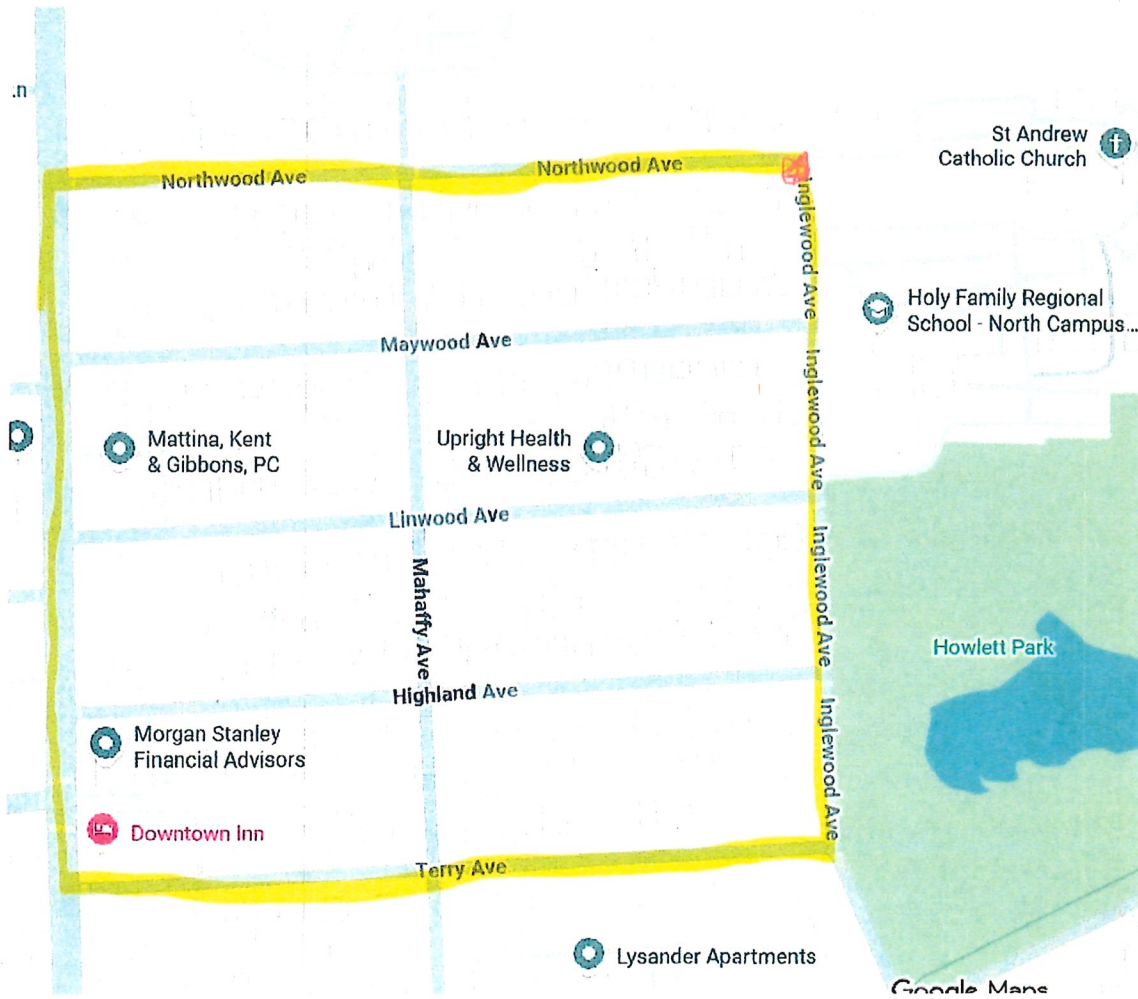 .n
St Andrew
Catholic Church
Northwood Ave
Northwood Ave
Inglewood Ave
Holy Family Regional
School - North Campus...
Maywood Ave
Inglewood Ave
Mattina, Kent
& Gibbons, PC
Upright Health
& Wellness
Linwood Ave
Inglewood Ave
Mahaffy Ave
Howlett Park
Highland Ave
Inglewood Ave
Morgan Stanley
Financial Advisors
Downtown Inn
Terry Ave
Lysander Apartments
Google Maps